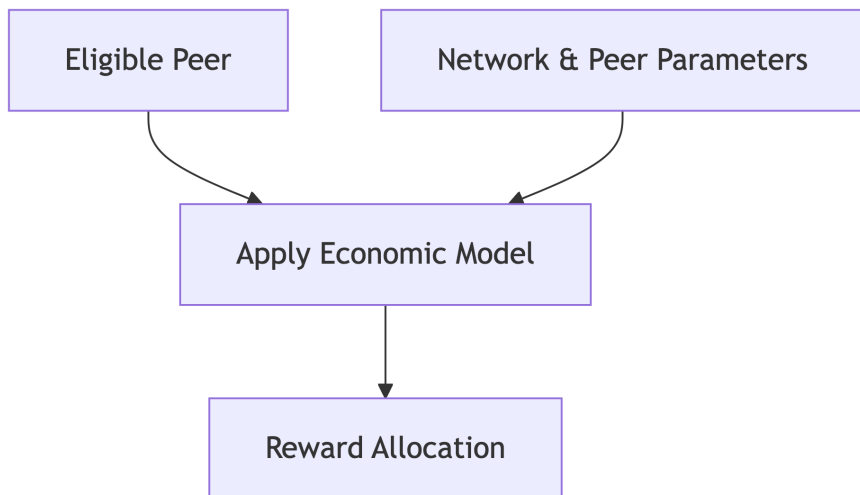 Eligible Peer
Network & Peer Parameters
Apply Economic Model
Reward Allocation